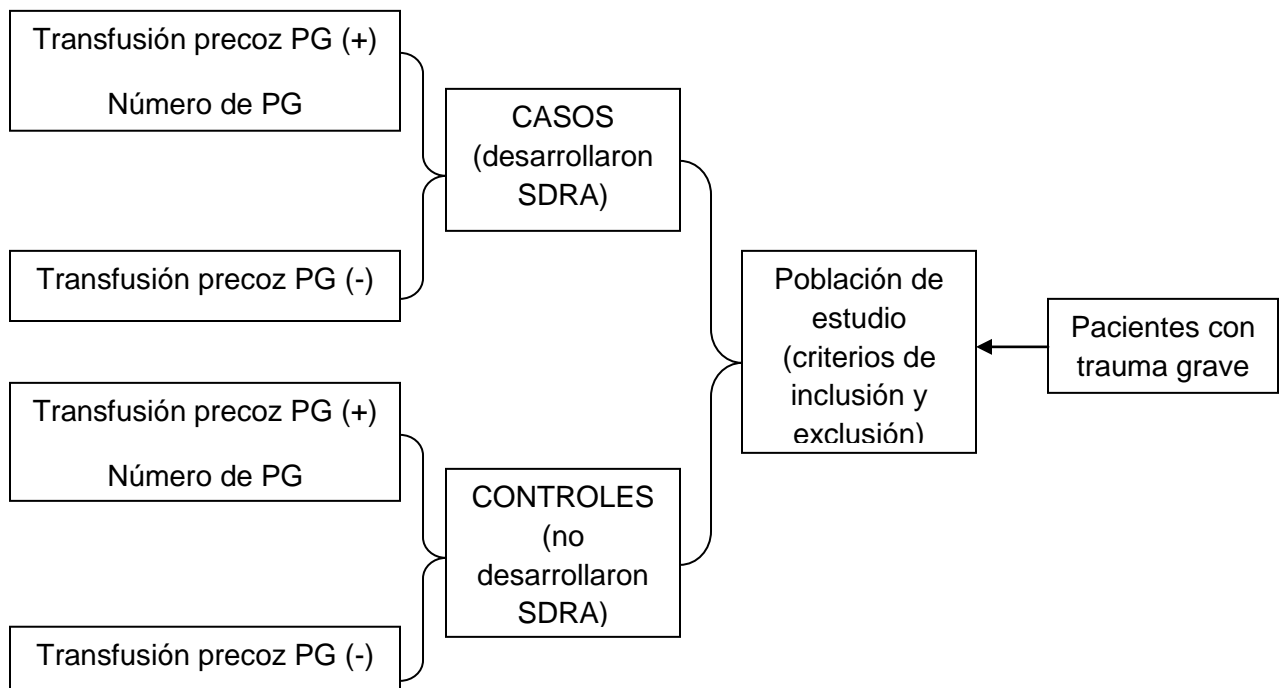 Transfusión precoz PG (+)
Número de PG
Transfusión precoz PG (-)
Transfusión precoz PG (+)
Número de PG
Transfusión precoz PG (-)
CASOS
(desarrollaron
SDRA)
CONTROLES
(no
desarrollaron
SDRA)
Población de
estudio
(criterios de
inclusión y
exclusión)
Pacientes con
trauma grave